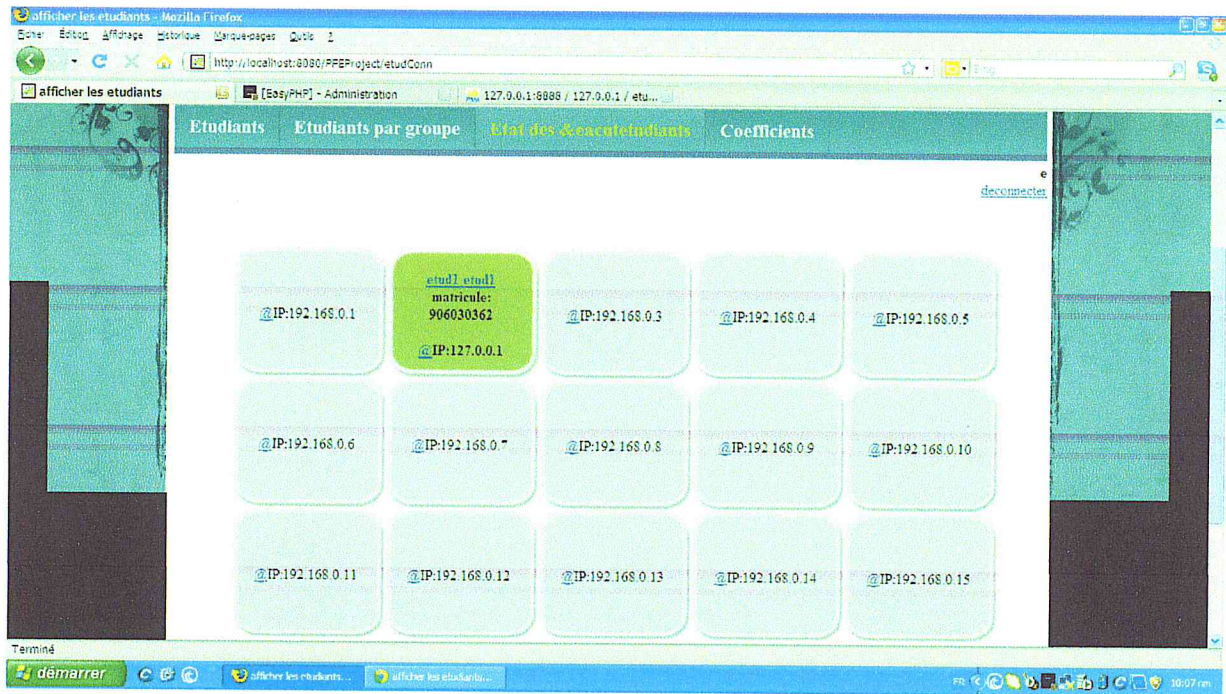 afficher les etudiants - Mozilla Firefox
Fichier Édition Affichage Historique Marque-pages Outils ?
http://localhost:8080/PFEProject/etudConn
afficher les etudiants [EasyPHP] - Administration 127.0.0.1:8888 / 127.0.0.1 / etu...
Etudiants Etudiants par groupe Etat des &eacutetudiants Coefficients
e
deconnecter
@IP:192.168.0.1
etud1 etud1
matricule:
906030362
@IP:127.0.0.1
@IP:192.168.0.3
@IP:192.168.0.4
@IP:192.168.0.5
@IP:192.168.0.6
@IP:192.168.0.7
@IP:192.168.0.8
@IP:192.168.0.9
@IP:192.168.0.10
@IP:192.168.0.11
@IP:192.168.0.12
@IP:192.168.0.13
@IP:192.168.0.14
@IP:192.168.0.15
Terminé
démarrer afficher les etudiants... afficher les etudiants... FR 10:07